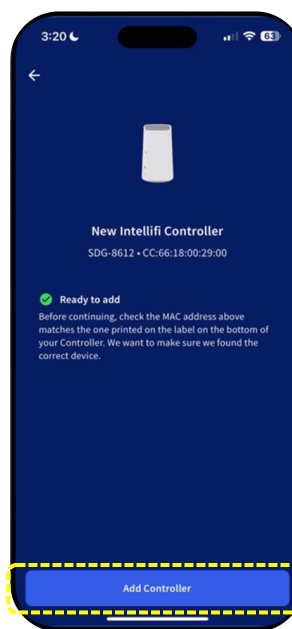 3:20
63
New Intellifi Controller
SDG-8612 • CC:66:18:00:29:00
Ready to add
Before continuing, check the MAC address above
matches the one printed on the label on the bottom of
your Controller. We want to make sure we found the
correct device.
Add Controller